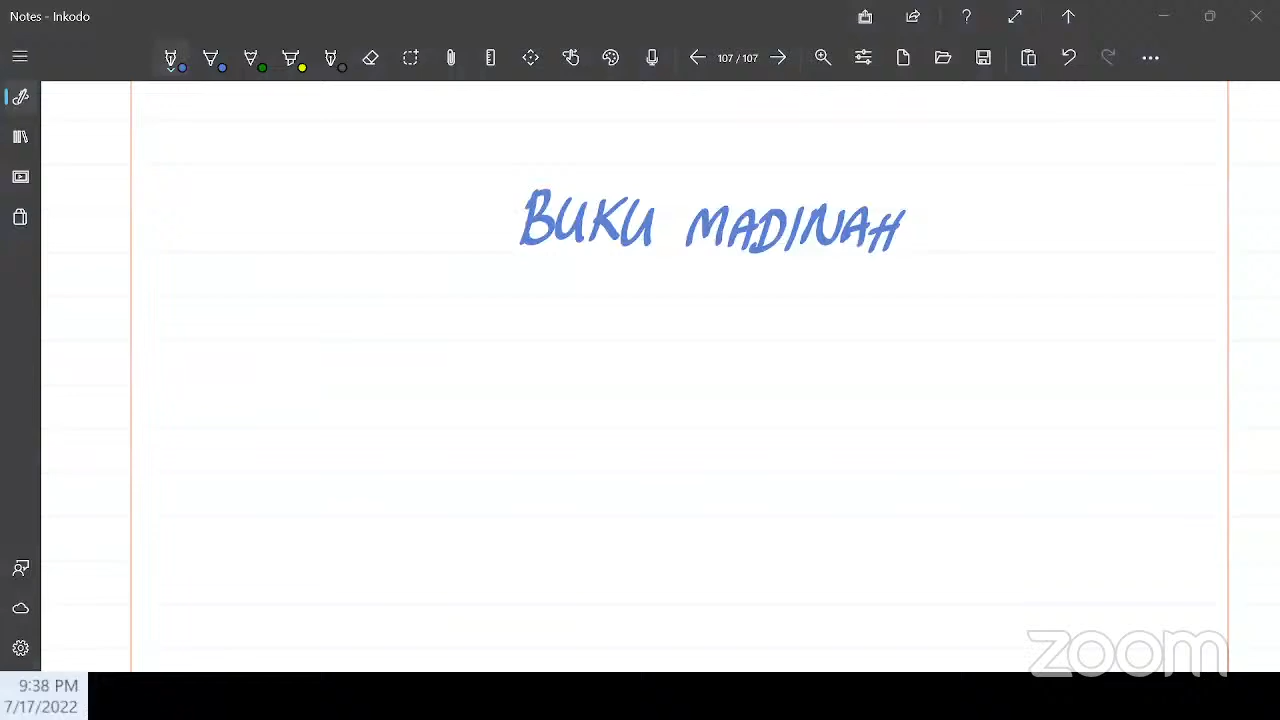 Notes - Inkodo
107 / 107
BUKU MADINAH
zoom
9:38 PM
7/17/2022